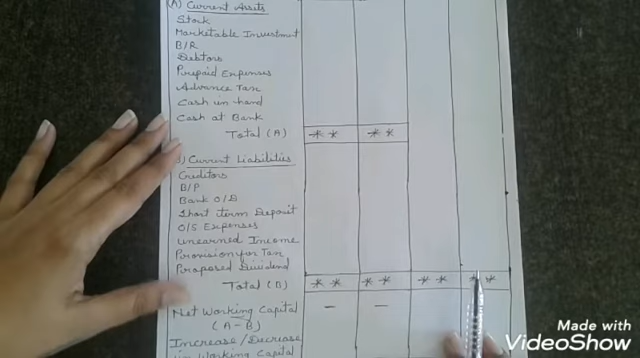 (A) Current Assets
Stock
Marketable Investment
B/R
Debtors
Prepaid Expenses
Advance Tax
Cash in hand
Cash at Bank
Total (A) ** **
(B) Current Liabilities
Creditors
B/P
Bank O/D
Short term Deposit
O/S Expenses
Unearned Income
Provision for Tax
Proposed Dividend
Total (B) ** ** ** **
Net Working Capital - -
(A-B)
Increase/Decrease
in Working Capital
Made with
VideoShow